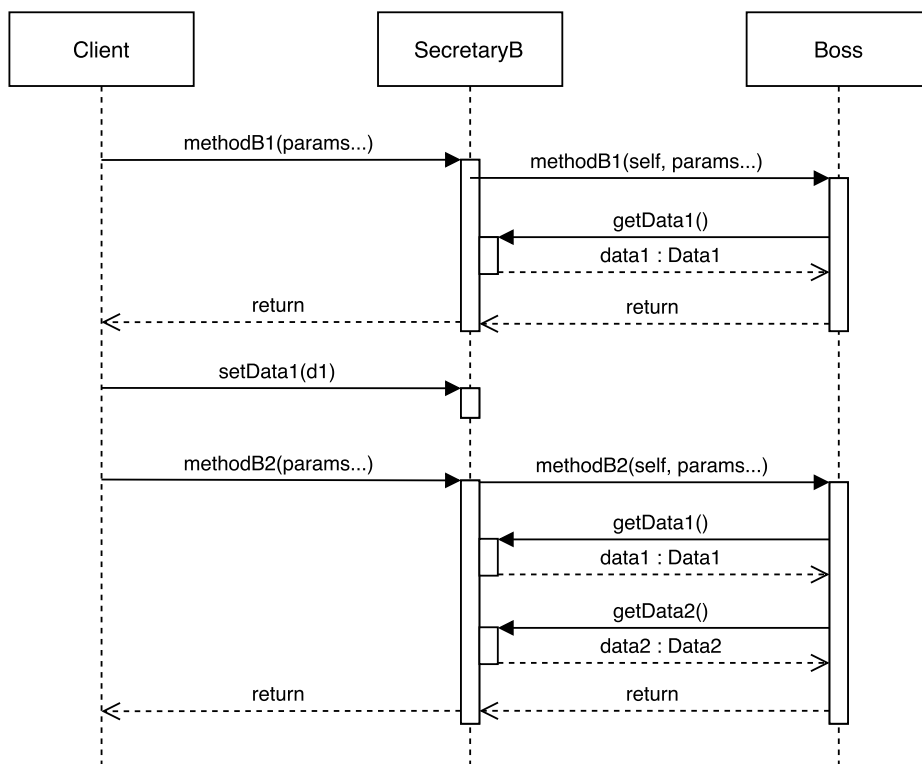 Client
SecretaryB
Boss
methodB1(params...)
methodB1(self, params...)
getData1()
data1 : Data1
return
return
setData1(d1)
methodB2(params...)
methodB2(self, params...)
getData1()
data1 : Data1
getData2()
data2 : Data2
return
return